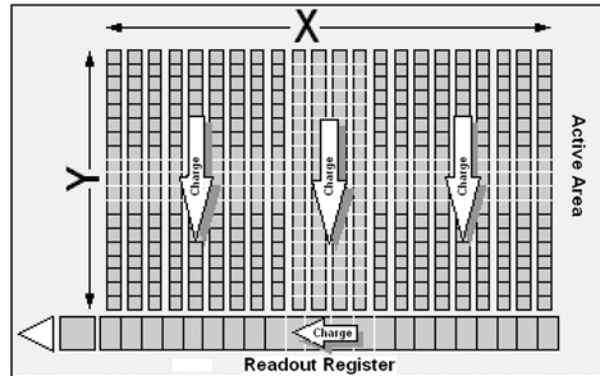 X
Y
Charge
Charge
Charge
Active Area
Charge
Readout Register